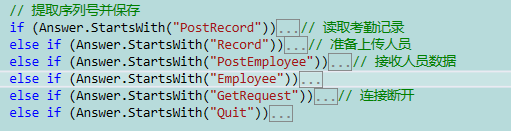 // 提取序列号并保存
if (Answer.StartsWith("PostRecord"))...// 读取考勤记录
else if (Answer.StartsWith("Record"))...// 准备上传人员
else if (Answer.StartsWith("PostEmployee"))...// 接收人员数据
else if (Answer.StartsWith("Employee"))...
else if (Answer.StartsWith("GetRequest"))...// 连接断开
else if (Answer.StartsWith("Quit"))...